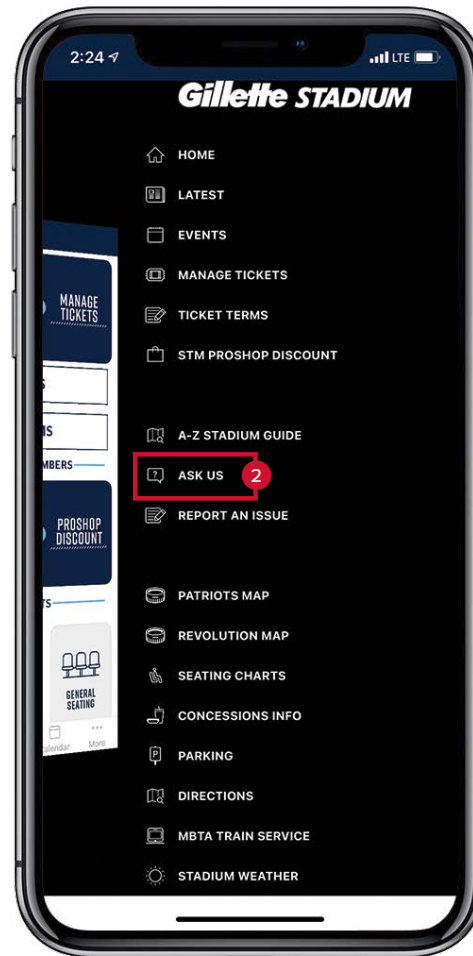 2:24
LTE
Gillette STADIUM
HOME
LATEST
EVENTS
MANAGE TICKETS
TICKET TERMS
STM PROSHOP DISCOUNT
A-Z STADIUM GUIDE
ASK US
2
REPORT AN ISSUE
PATRIOTS MAP
REVOLUTION MAP
SEATING CHARTS
CONCESSIONS INFO
PARKING
DIRECTIONS
MBTA TRAIN SERVICE
STADIUM WEATHER
MANAGE
TICKETS
S
MS
MBERS
PROSHOP
DISCOUNT
TS
GENERAL
SEATING
Calendar
More